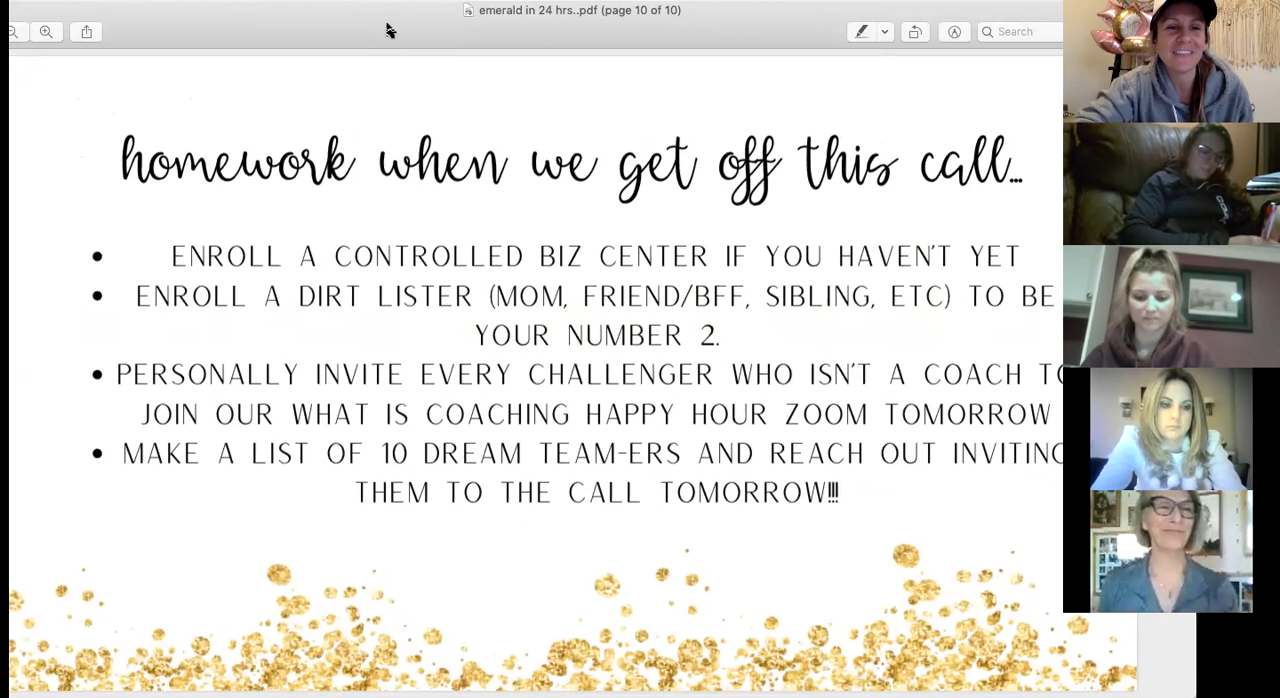 emerald in 24 hrs..pdf (page 10 of 10)
Search
homework when we get off this call...
ENROLL A CONTROLLED BIZ CENTER IF YOU HAVEN'T YET
ENROLL A DIRT LISTER (MOM, FRIEND/BFF, SIBLING, ETC) TO BE
YOUR NUMBER 2.
PERSONALLY INVITE EVERY CHALLENGER WHO ISN'T A COACH TO
JOIN OUR WHAT IS COACHING HAPPY HOUR ZOOM TOMORROW
MAKE A LIST OF 10 DREAM TEAM-ERS AND REACH OUT INVITING
THEM TO THE CALL TOMORROW!!!